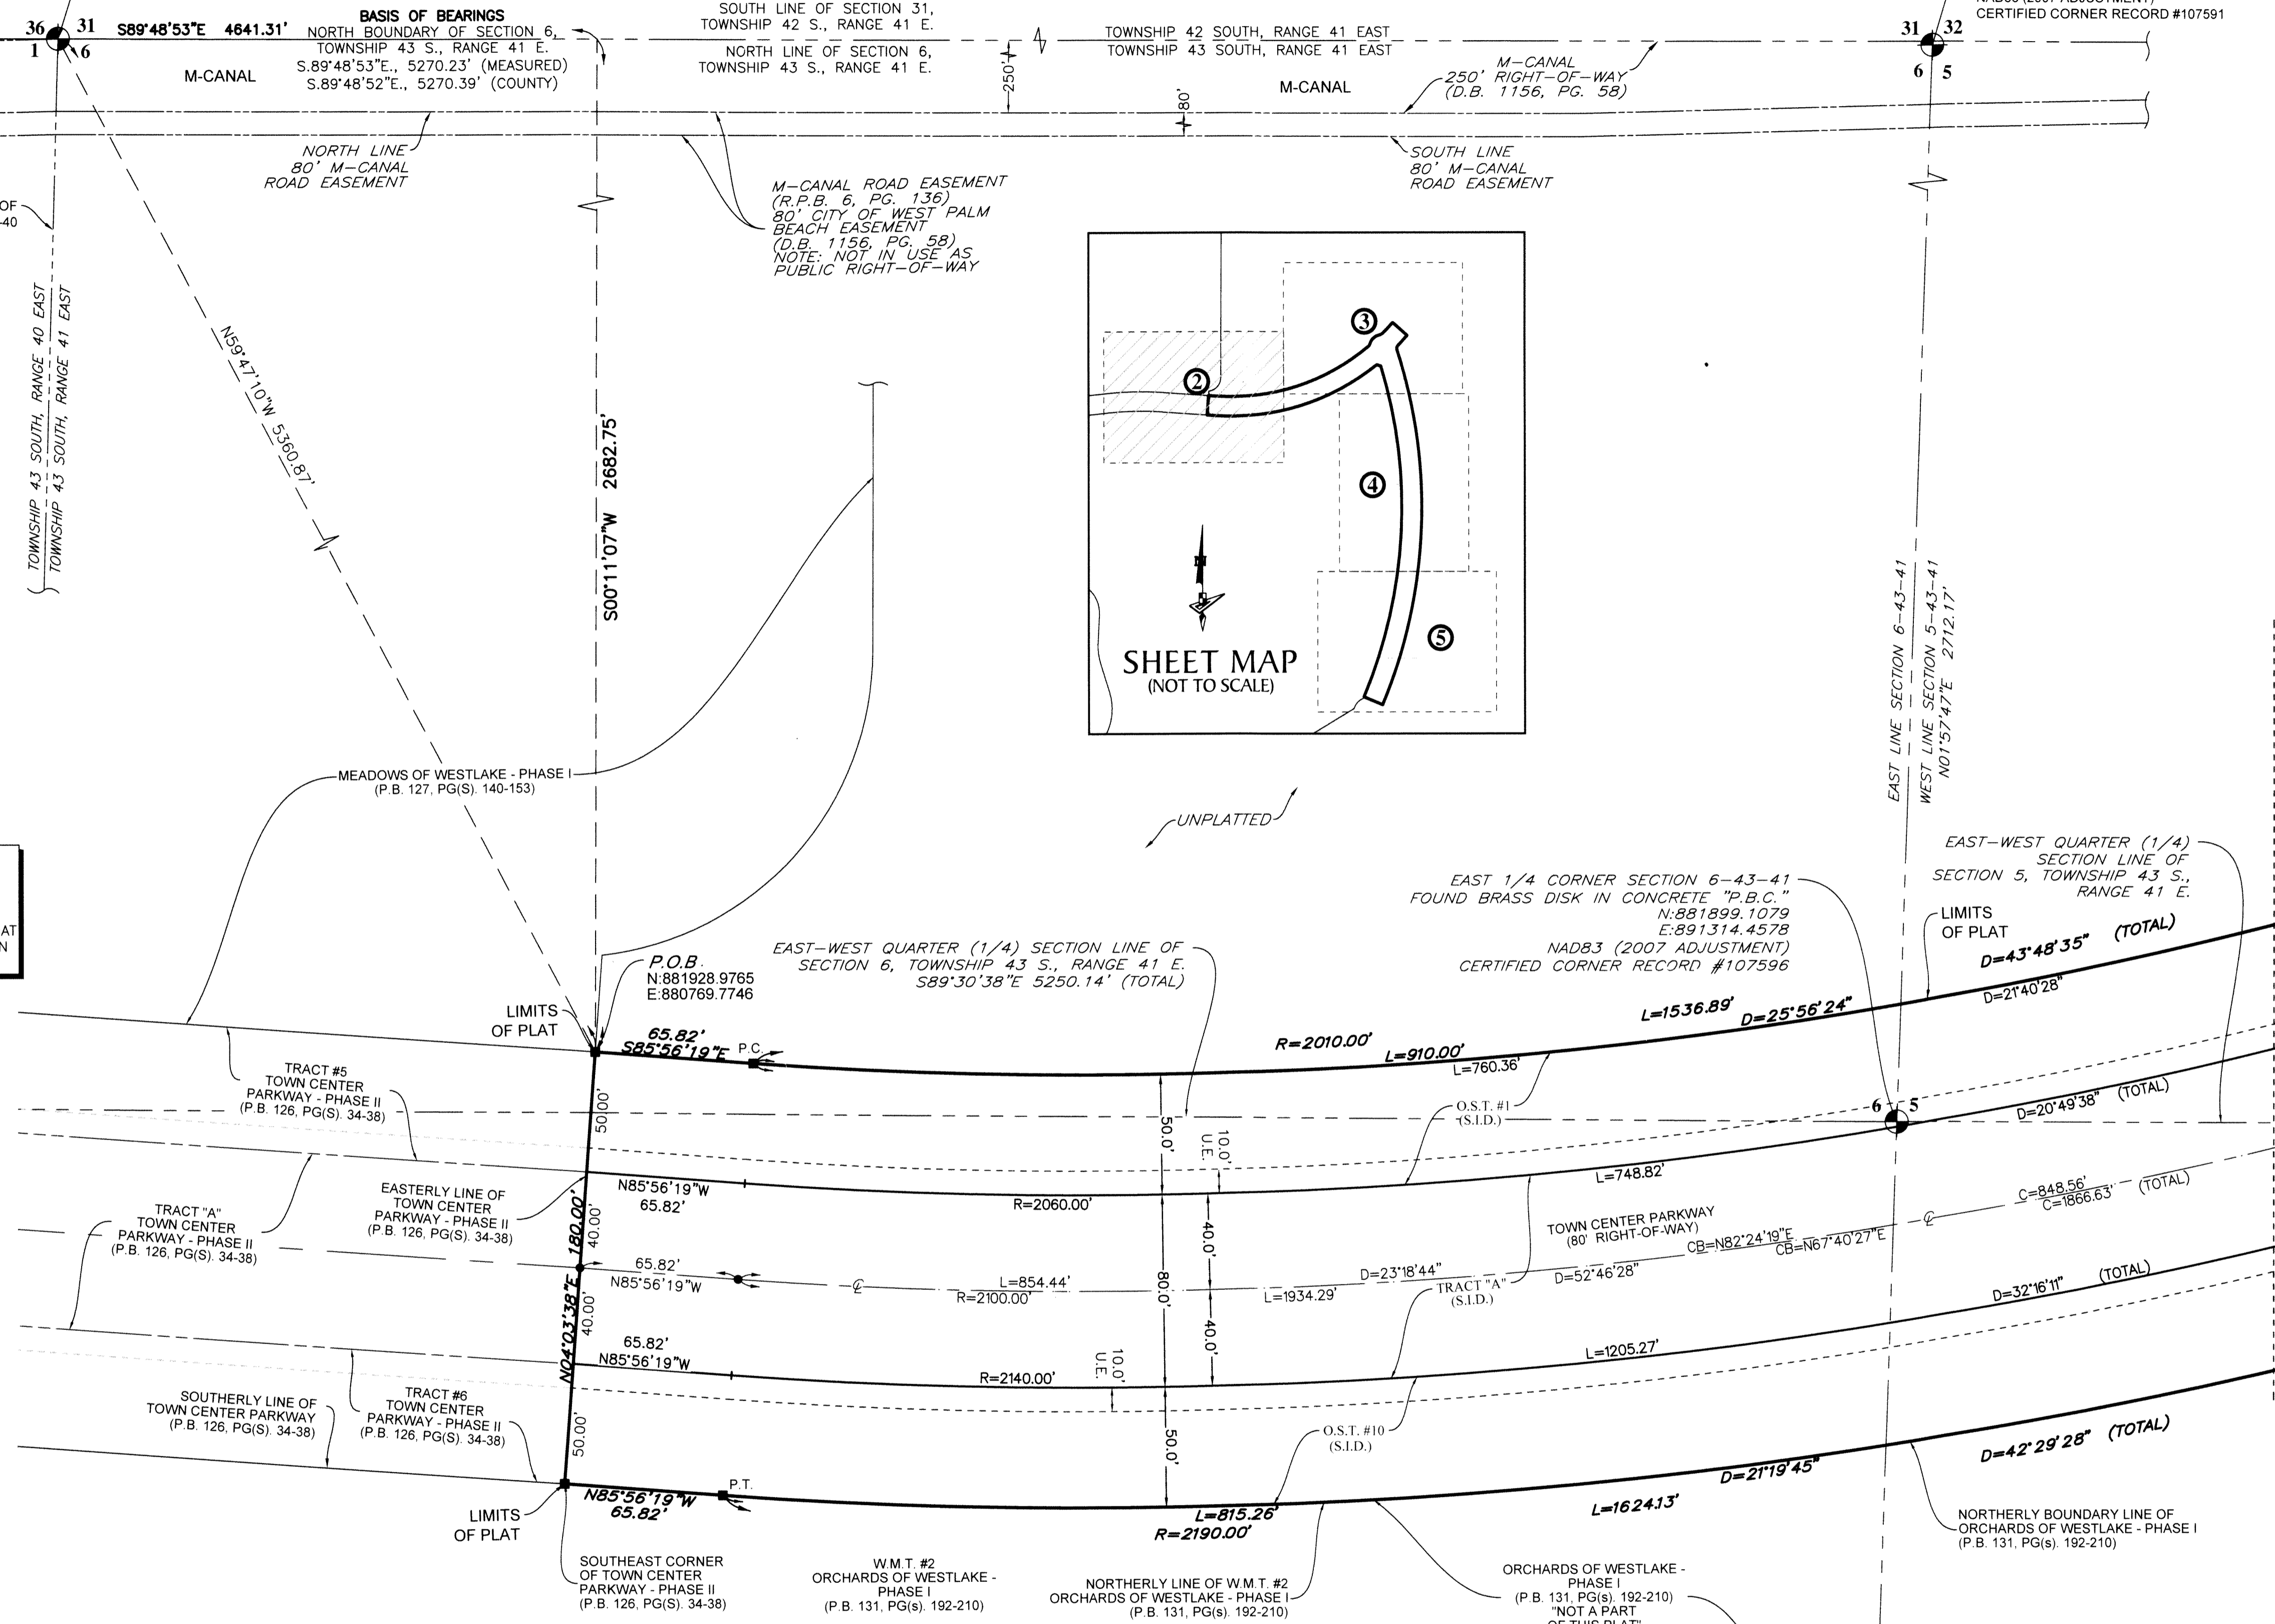 36 31
1 6
S89°48'53"E 4641.31'
BASIS OF BEARINGS
NORTH BOUNDARY OF SECTION 6,
TOWNSHIP 43 S., RANGE 41 E.
S.89°48'53"E., 5270.23' (MEASURED)
S.89°48'52"E., 5270.39' (COUNTY)
M-CANAL
SOUTH LINE OF SECTION 31,
TOWNSHIP 42 S., RANGE 41 E.
NORTH LINE OF SECTION 6,
TOWNSHIP 43 S., RANGE 41 E.
250'
TOWNSHIP 42 SOUTH, RANGE 41 EAST
TOWNSHIP 43 SOUTH, RANGE 41 EAST
M-CANAL
80'
M-CANAL
250' RIGHT-OF-WAY
(D.B. 1156, PG. 58)
CERTIFIED CORNER RECORD #107591
31 32
6 5
NORTH LINE
80' M-CANAL
ROAD EASEMENT
M-CANAL ROAD EASEMENT
(R.P.B. 6, PG. 136)
80' CITY OF WEST PALM
BEACH EASEMENT
(D.B. 1156, PG. 58)
NOTE: NOT IN USE AS
PUBLIC RIGHT-OF-WAY
SOUTH LINE
80' M-CANAL
ROAD EASEMENT
OF
-40
TOWNSHIP 43 SOUTH, RANGE 40 EAST
TOWNSHIP 43 SOUTH, RANGE 41 EAST
N59°47'10"W 5360.87'
S00°11'07"W 2682.75'
2
3
4
5
N
SHEET MAP
(NOT TO SCALE)
EAST LINE SECTION 6-43-41
WEST LINE SECTION 5-43-41
N01°57'47"E 2712.17'
MEADOWS OF WESTLAKE - PHASE I
(P.B. 127, PG(S). 140-153)
UNPLATTED
AT
N
EAST 1/4 CORNER SECTION 6-43-41
FOUND BRASS DISK IN CONCRETE "P.B.C."
N:881899.1079
E:891314.4578
NAD83 (2007 ADJUSTMENT)
CERTIFIED CORNER RECORD #107596
EAST-WEST QUARTER (1/4)
SECTION LINE OF
SECTION 5, TOWNSHIP 43 S.,
RANGE 41 E.
LIMITS
OF PLAT
D=43°48'35" (TOTAL)
D=21°40'28"
P.O.B.
N:881928.9765
E:880769.7746
EAST-WEST QUARTER (1/4) SECTION LINE OF
SECTION 6, TOWNSHIP 43 S., RANGE 41 E.
S89°30'38"E 5250.14' (TOTAL)
LIMITS
OF PLAT
65.82'
S85°56'19"E
P.C.
R=2010.00'
L=910.00'
L=760.36'
L=1536.89'
D=25°56'24"
TRACT #5
TOWN CENTER
PARKWAY - PHASE II
(P.B. 126, PG(S). 34-38)
50.00'
50.0'
10.0'
U.E.
O.S.T. #1
(S.I.D.)
6 5
D=20°49'38" (TOTAL)
EASTERLY LINE OF
TOWN CENTER
PARKWAY - PHASE II
(P.B. 126, PG(S). 34-38)
N85°56'19"W
65.82'
R=2060.00'
L=748.82'
TRACT "A"
TOWN CENTER
PARKWAY - PHASE II
(P.B. 126, PG(S). 34-38)
180.00'
N04°03'38"E
40.00'
40.00'
65.82'
N85°56'19"W
L=854.44'
R=2100.00'
80.0'
40.0'
40.0'
L=1934.29'
D=23°18'44"
D=52°46'28"
TRACT "A"
(S.I.D.)
TOWN CENTER PARKWAY
(80' RIGHT-OF-WAY)
CB=N82°24'19"E
CB=N67°40'27"E
C=848.56'
C=1866.63' (TOTAL)
D=32°16'11" (TOTAL)
65.82'
N85°56'19"W
R=2140.00'
10.0'
U.E.
L=1205.27'
SOUTHERLY LINE OF
TOWN CENTER PARKWAY
(P.B. 126, PG(S). 34-38)
TRACT #6
TOWN CENTER
PARKWAY - PHASE II
(P.B. 126, PG(S). 34-38)
50.00'
50.0'
O.S.T. #10
(S.I.D.)
N85°56'19"W
65.82'
P.T.
L=815.26'
R=2190.00'
L=1624.13'
D=21°19'45"
D=42°29'28" (TOTAL)
LIMITS
OF PLAT
SOUTHEAST CORNER
OF TOWN CENTER
PARKWAY - PHASE II
(P.B. 126, PG(S). 34-38)
W.M.T. #2
ORCHARDS OF WESTLAKE -
PHASE I
(P.B. 131, PG(s). 192-210)
NORTHERLY LINE OF W.M.T. #2
ORCHARDS OF WESTLAKE - PHASE I
(P.B. 131, PG(s). 192-210)
ORCHARDS OF WESTLAKE -
PHASE I
(P.B. 131, PG(s). 192-210)
"NOT A PART
OF THIS PLAT"
NORTHERLY BOUNDARY LINE OF
ORCHARDS OF WESTLAKE - PHASE I
(P.B. 131, PG(s). 192-210)